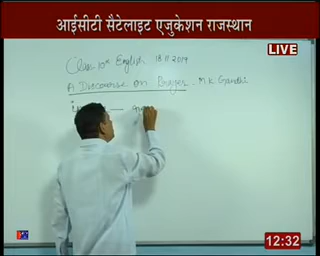 आईसीटी सैटेलाइट एजुकेशन राजस्थान
LIVE
Class 10th English 18 11 2019
A Discourse on Prayer - M. K. Gandhi
12:32